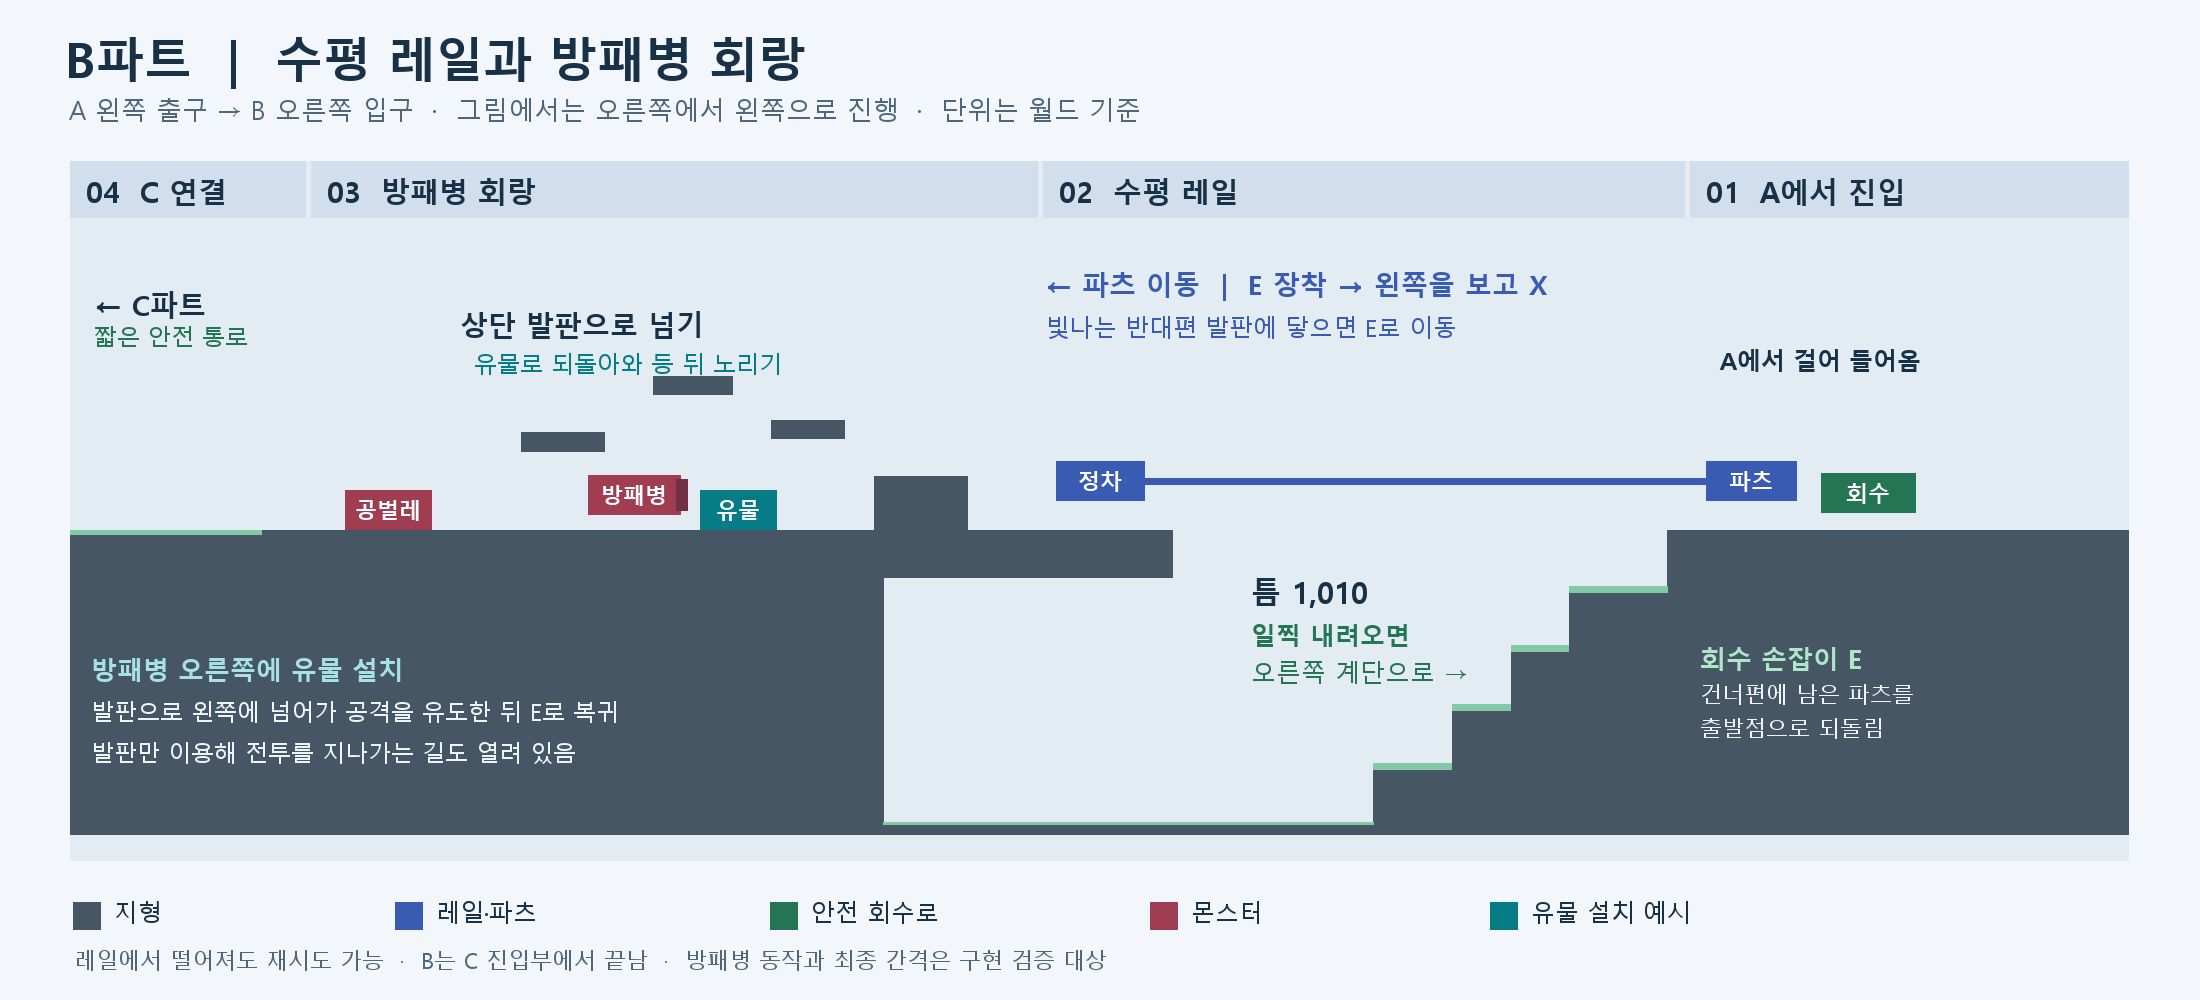 B파트 | 수평 레일과 방패병 회랑
A 왼쪽 출구 → B 오른쪽 입구 · 그림에서는 오른쪽에서 왼쪽으로 진행 · 단위는 월드 기준
04 C 연결
03 방패병 회랑
02 수평 레일
01 A에서 진입
← C파트
짧은 안전 통로
상단 발판으로 넘기
유물로 되돌아와 등 뒤 노리기
← 파츠 이동 | E 장착 → 왼쪽을 보고 X
빛나는 반대편 발판에 닿으면 E로 이동
A에서 걸어 들어옴
공벌레
방패병
유물
정차
파츠
회수
틈 1,010
일찍 내려오면
오른쪽 계단으로 →
방패병 오른쪽에 유물 설치
발판으로 왼쪽에 넘어가 공격을 유도한 뒤 E로 복귀
발판만 이용해 전투를 지나가는 길도 열려 있음
회수 손잡이 E
건너편에 남은 파츠를
출발점으로 되돌림
지형
레일·파츠
안전 회수로
몬스터
유물 설치 예시
레일에서 떨어져도 재시도 가능 · B는 C 진입부에서 끝남 · 방패병 동작과 최종 간격은 구현 검증 대상